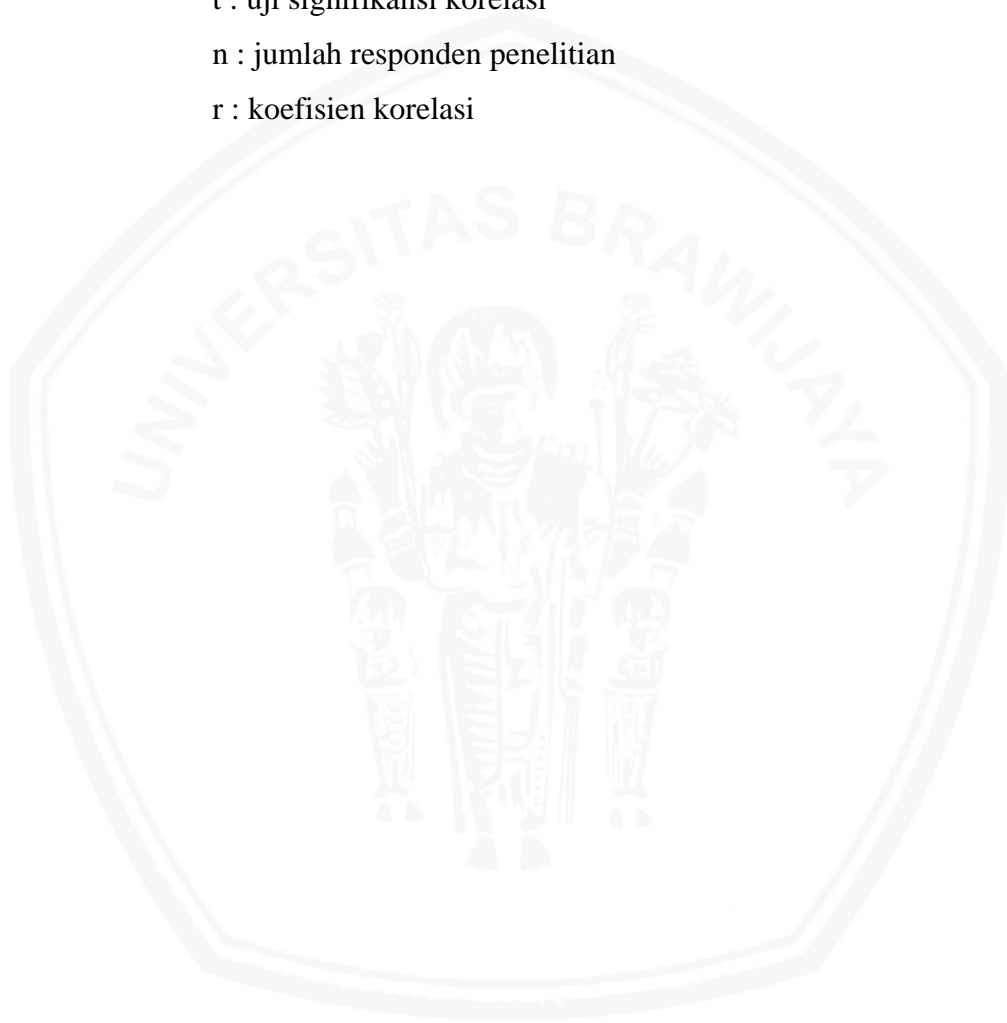 t : uji signifikansi korelasi
n : jumlah responden penelitian
r : koefisien korelasi
UNIVERSITAS BRAWIJAYA